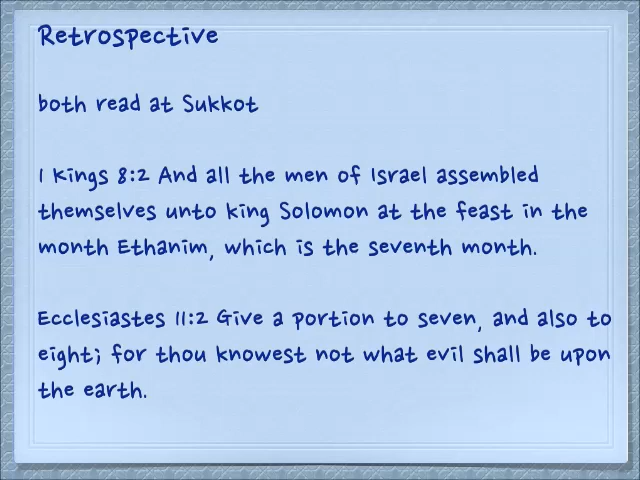 Retrospective
both read at Sukkot
1 Kings 8:2 And all the men of Israel assembled
themselves unto king Solomon at the feast in the
month Ethanim, which is the seventh month.
Ecclesiastes 11:2 Give a portion to seven, and also to
eight; for thou knowest not what evil shall be upon
the earth.